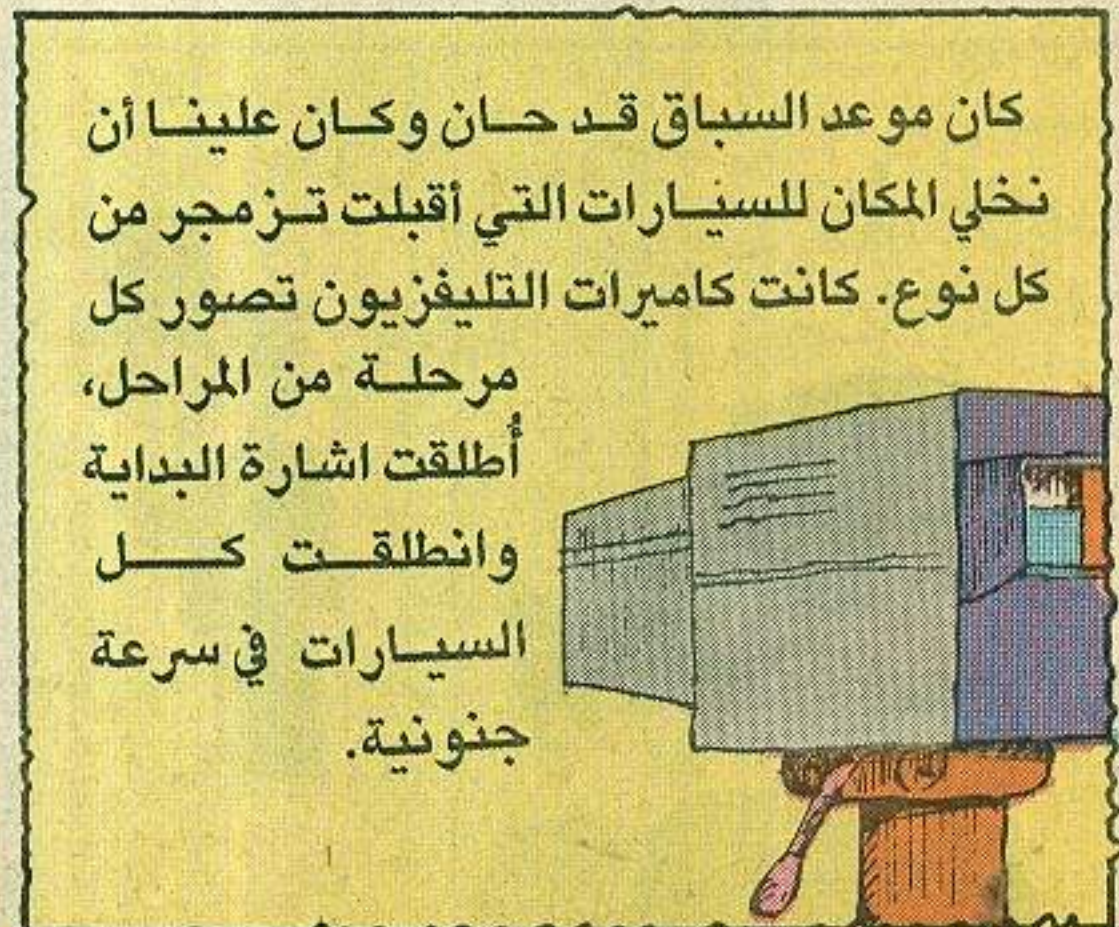 كان موعد السباق قد حان وكان علينا أن
نخلي المكان للسيارات التي أقبلت تزمجر من
كل نوع. كانت كاميرات التليفزيون تصور كل
مرحلة من المراحل،
أُطلقت اشارة البداية
وانطلقت كل
السيارات في سرعة
جنونية.